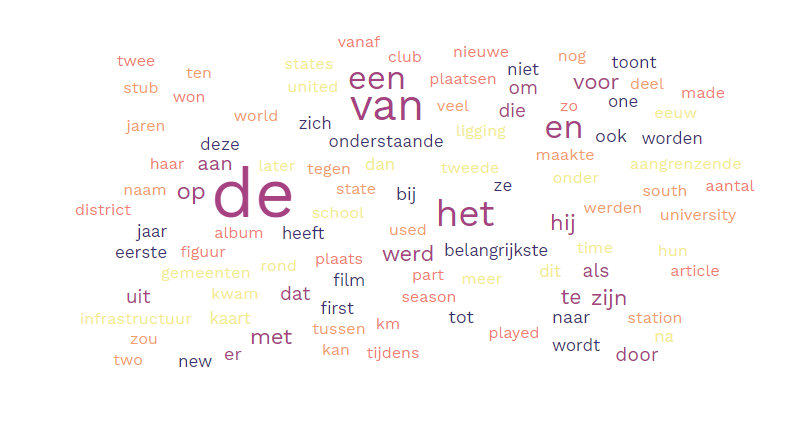 vanaf
twee
states
club
nieuwe
nog
toont
ten
niet
stub
united
een
plaatsen
om
voor
deel
made
won
van
veel
die
zo
one
world
zich
ligging
en
eeuw
jaren
deze
onderstaande
ook
worden
haar
aan
later
tegen
dan
tweede
maakte
aangrenzende
naam
op
de
state
bij
ze
onder
south
aantal
district
school
het
werden
university
jaar
album
heeft
used
hij
eerste
figuur
plaats
werd
belangrijkste
time
hun
gemeenten
rond
film
part
meer
dit
als
article
uit
kwam
dat
first
season
te
zijn
infrastructuur
kaart
tussen
km
tot
naar
station
zou
met
played
na
two
new
er
kan
tijdens
wordt
door